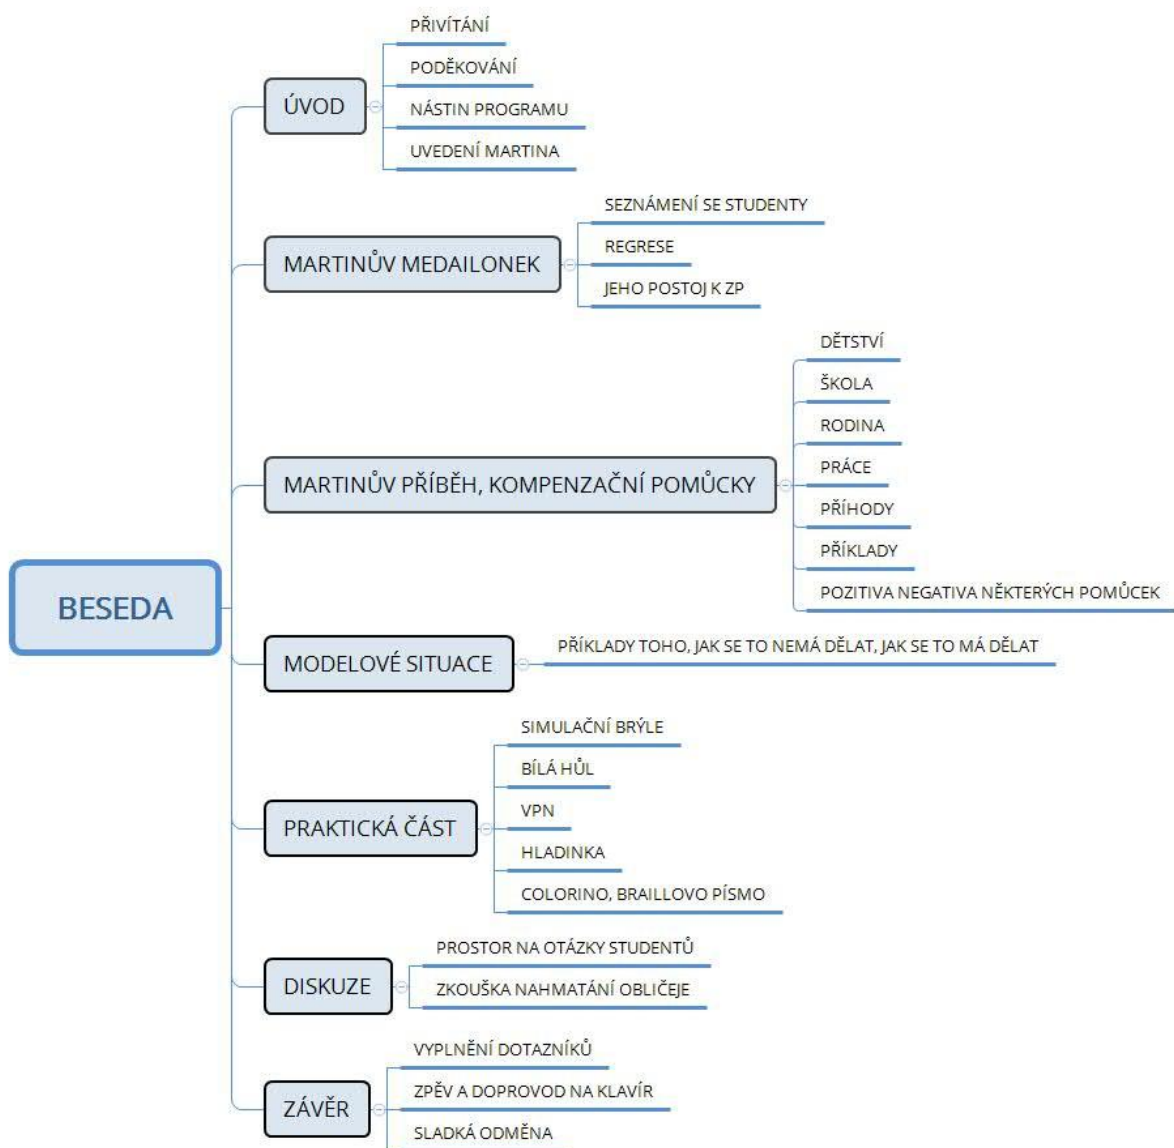 BESEDA
ÚVOD
PŘIVÍTÁNÍ
PODĚKOVÁNÍ
NÁSTIN PROGRAMU
UVEDENÍ MARTINA
MARTINŮV MEDAILONEK
SEZNÁMENÍ SE STUDENTY
REGRESE
JEHO POSTOJ K ZP
MARTINŮV PŘÍBĚH, KOMPENZAČNÍ POMŮCKY
DĚTSTVÍ
ŠKOLA
RODINA
PRÁCE
PŘÍHODY
PŘÍKLADY
POZITIVA NEGATIVA NĚKTERÝCH POMŮCEK
MODELOVÉ SITUACE
PŘÍKLADY TOHO, JAK SE TO NEMÁ DĚLAT, JAK SE TO MÁ DĚLAT
PRAKTICKÁ ČÁST
SIMULAČNÍ BRÝLE
BÍLÁ HŮL
VPN
HLADINKA
COLORINO, BRAILLOVO PÍSMO
DISKUZE
PROSTOR NA OTÁZKY STUDENTŮ
ZKOUŠKA NAHMATÁNÍ OBLIČEJE
ZÁVĚR
VYPLNĚNÍ DOTAZNÍKŮ
ZPĚV A DOPROVOD NA KLAVÍR
SLADKÁ ODMĚNA